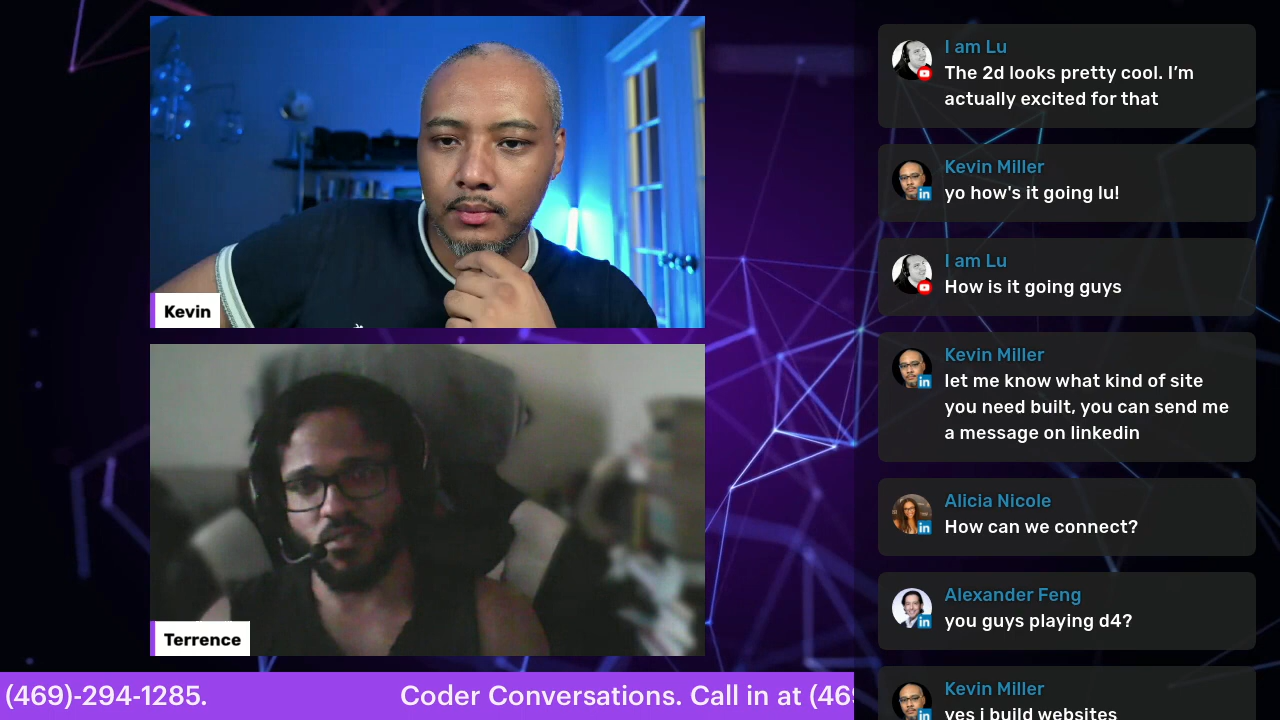 Kevin
Terrence
(469)-294-1285.
Coder Conversations. Call in at (469
I am Lu
The 2d looks pretty cool. I’m
actually excited for that
Kevin Miller
yo how's it going lu!
I am Lu
How is it going guys
Kevin Miller
let me know what kind of site
you need built, you can send me
a message on linkedin
Alicia Nicole
How can we connect?
Alexander Feng
you guys playing d4?
Kevin Miller
yes i build websites